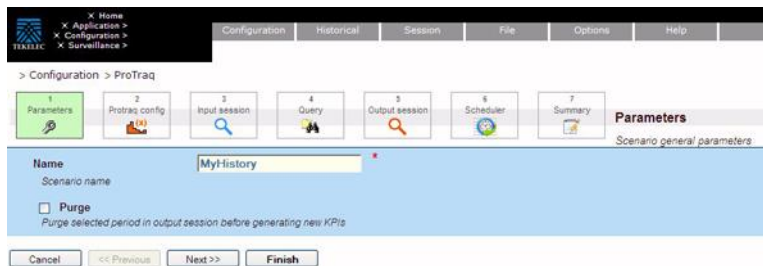 × Home
× Application >
× Configuration >
× Surveillance >
TEKELEC
Configuration Historical Session File Options Help
> Configuration > ProTraq
1 2 3 4 5 6 7
Parameters Protraq config Input session Query Output session Scheduler Summary
Parameters
Scenario general parameters
Name MyHistory *
Scenario name
Purge
Purge selected period in output session before generating new KPIs
Cancel << Previous Next >> Finish